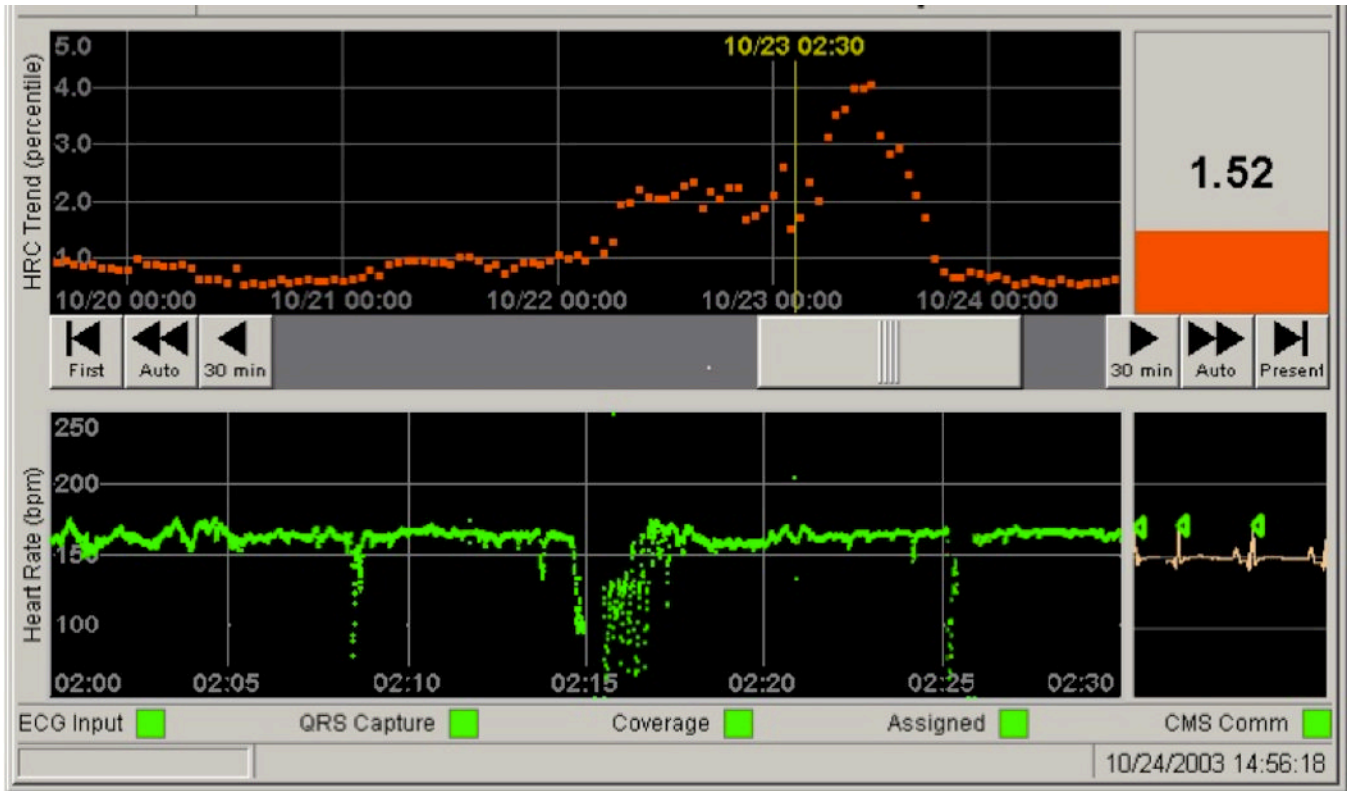 5.0
10/23 02:30
4.0
3.0
2.0
1.0
HRC Trend (percentile)
10/20 00:00 10/21 00:00 10/22 00:00 10/23 00:00 10/24 00:00
1.52
First Auto 30 min 30 min Auto Present
250
200
150
100
Heart Rate (bpm)
02:00 02:05 02:10 02:15 02:20 02:25 02:30
ECG Input QRS Capture Coverage Assigned CMS Comm
10/24/2003 14:56:18